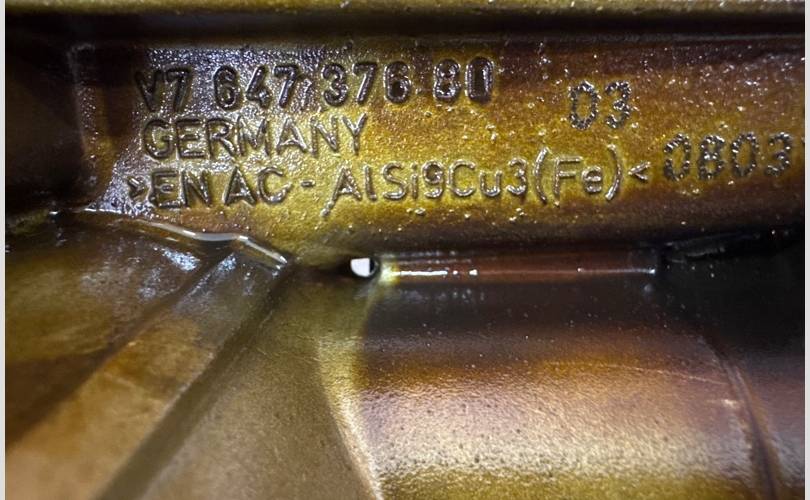 V7 647 376 80
03
GERMANY
>EN AC - AlSi9Cu3(Fe)< 0803